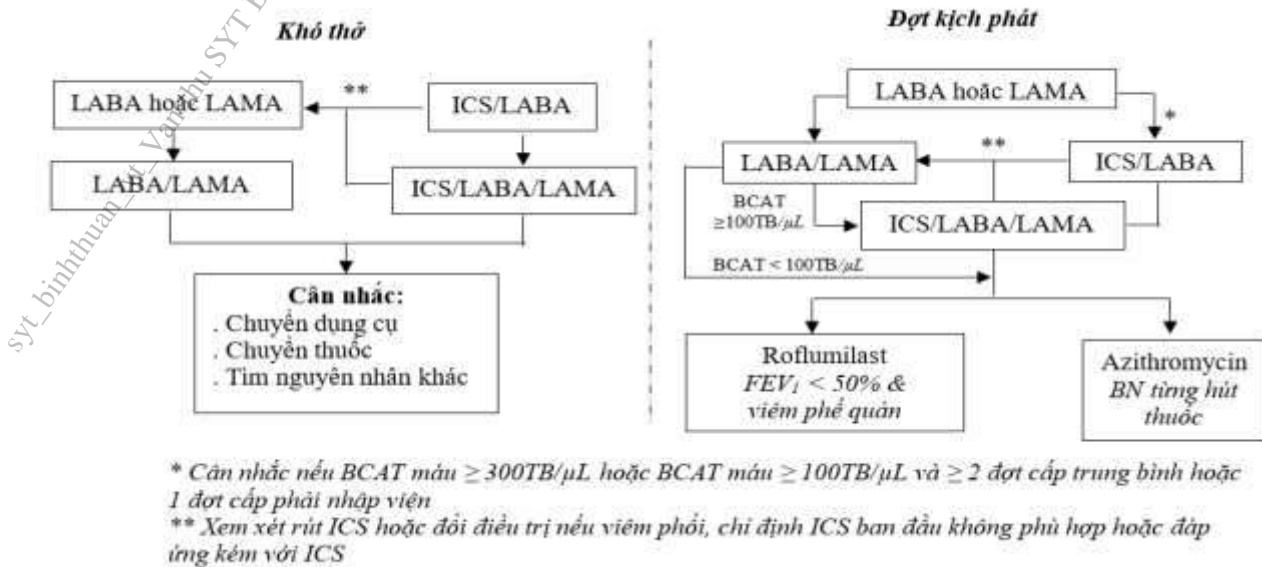 Khó thở
LABA hoặc LAMA
**
ICS/LABA
LABA/LAMA
ICS/LABA/LAMA
Cân nhắc:
. Chuyển dụng cụ
. Chuyển thuốc
. Tìm nguyên nhân khác
Đợt kịch phát
LABA hoặc LAMA
*
LABA/LAMA
**
ICS/LABA
BCAT
≥100TB/µL
ICS/LABA/LAMA
BCAT < 100TB/µL
Roflumilast
FEV₁ < 50% &
viêm phế quản
Azithromycin
BN từng hút
thuốc
* Cân nhắc nếu BCAT máu ≥ 300TB/µL hoặc BCAT máu ≥ 100TB/µL và ≥ 2 đợt cấp trung bình hoặc
1 đợt cấp phải nhập viện
** Xem xét rút ICS hoặc đổi điều trị nếu viêm phổi, chỉ định ICS ban đầu không phù hợp hoặc đáp
ứng kém với ICS